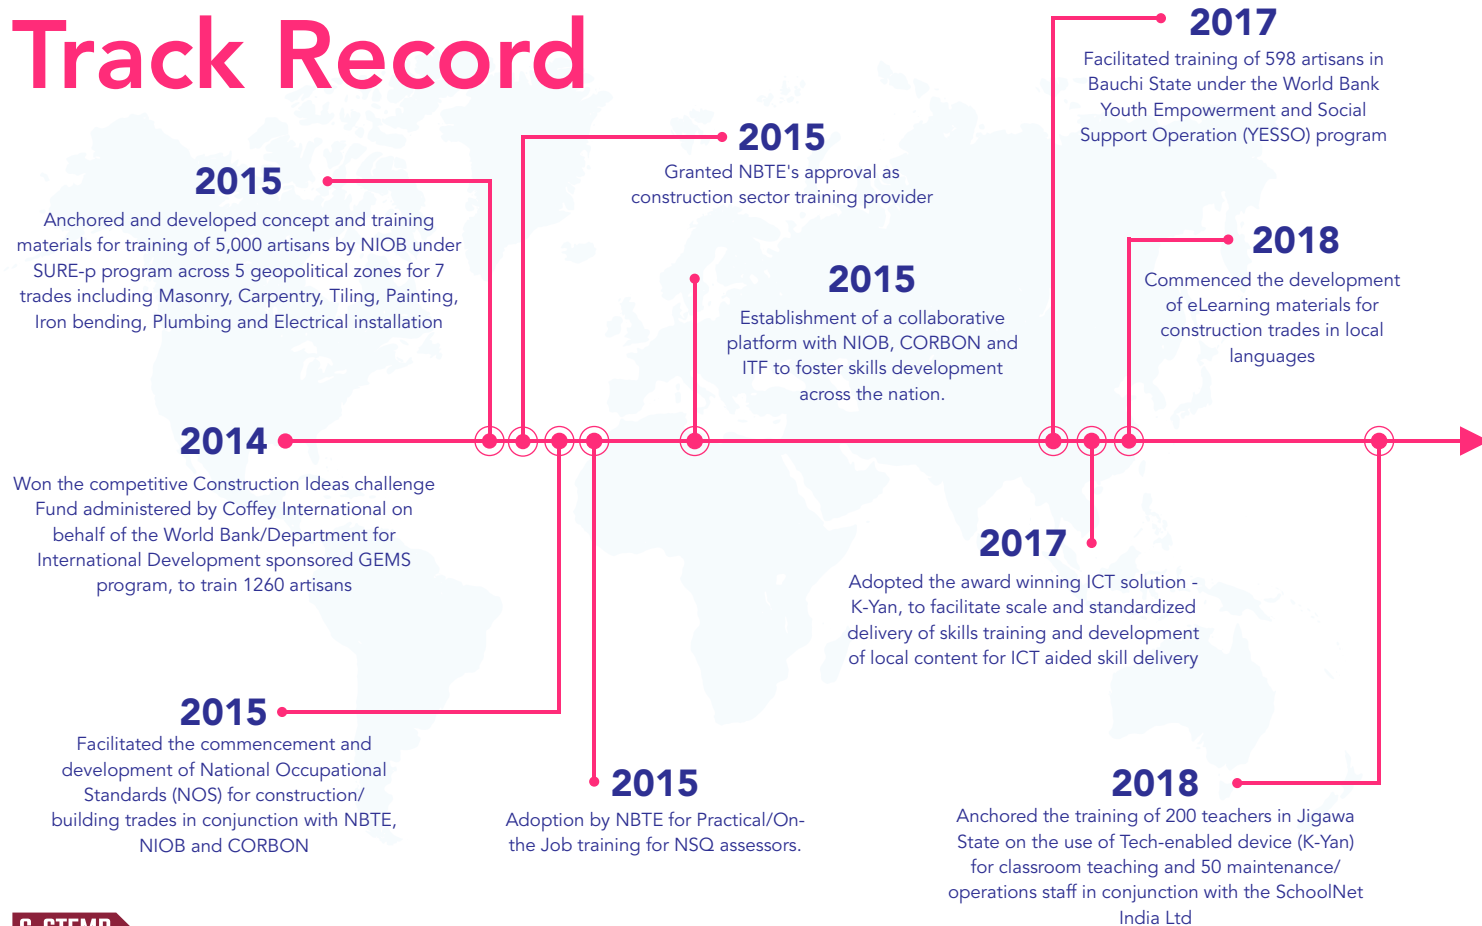 Track Record
2015
Anchored and developed concept and training
materials for training of 5,000 artisans by NIOB under
SURE-p program across 5 geopolitical zones for 7
trades including Masonry, Carpentry, Tiling, Painting,
Iron bending, Plumbing and Electrical installation
2015
Granted NBTE's approval as
construction sector training provider
2015
Establishment of a collaborative
platform with NIOB, CORBON and
ITF to foster skills development
across the nation.
2017
Facilitated training of 598 artisans in
Bauchi State under the World Bank
Youth Empowerment and Social
Support Operation (YESSO) program
2018
Commenced the development
of eLearning materials for
construction trades in local
languages
2014
Won the competitive Construction Ideas challenge
Fund administered by Coffey International on
behalf of the World Bank/Department for
International Development sponsored GEMS
program, to train 1260 artisans
2015
Facilitated the commencement and
development of National Occupational
Standards (NOS) for construction/
building trades in conjunction with NBTE,
NIOB and CORBON
2015
Adoption by NBTE for Practical/On-
the Job training for NSQ assessors.
2017
Adopted the award winning ICT solution -
K-Yan, to facilitate scale and standardized
delivery of skills training and development
of local content for ICT aided skill delivery
2018
Anchored the training of 200 teachers in Jigawa
State on the use of Tech-enabled device (K-Yan)
for classroom teaching and 50 maintenance/
operations staff in conjunction with the SchoolNet
India Ltd